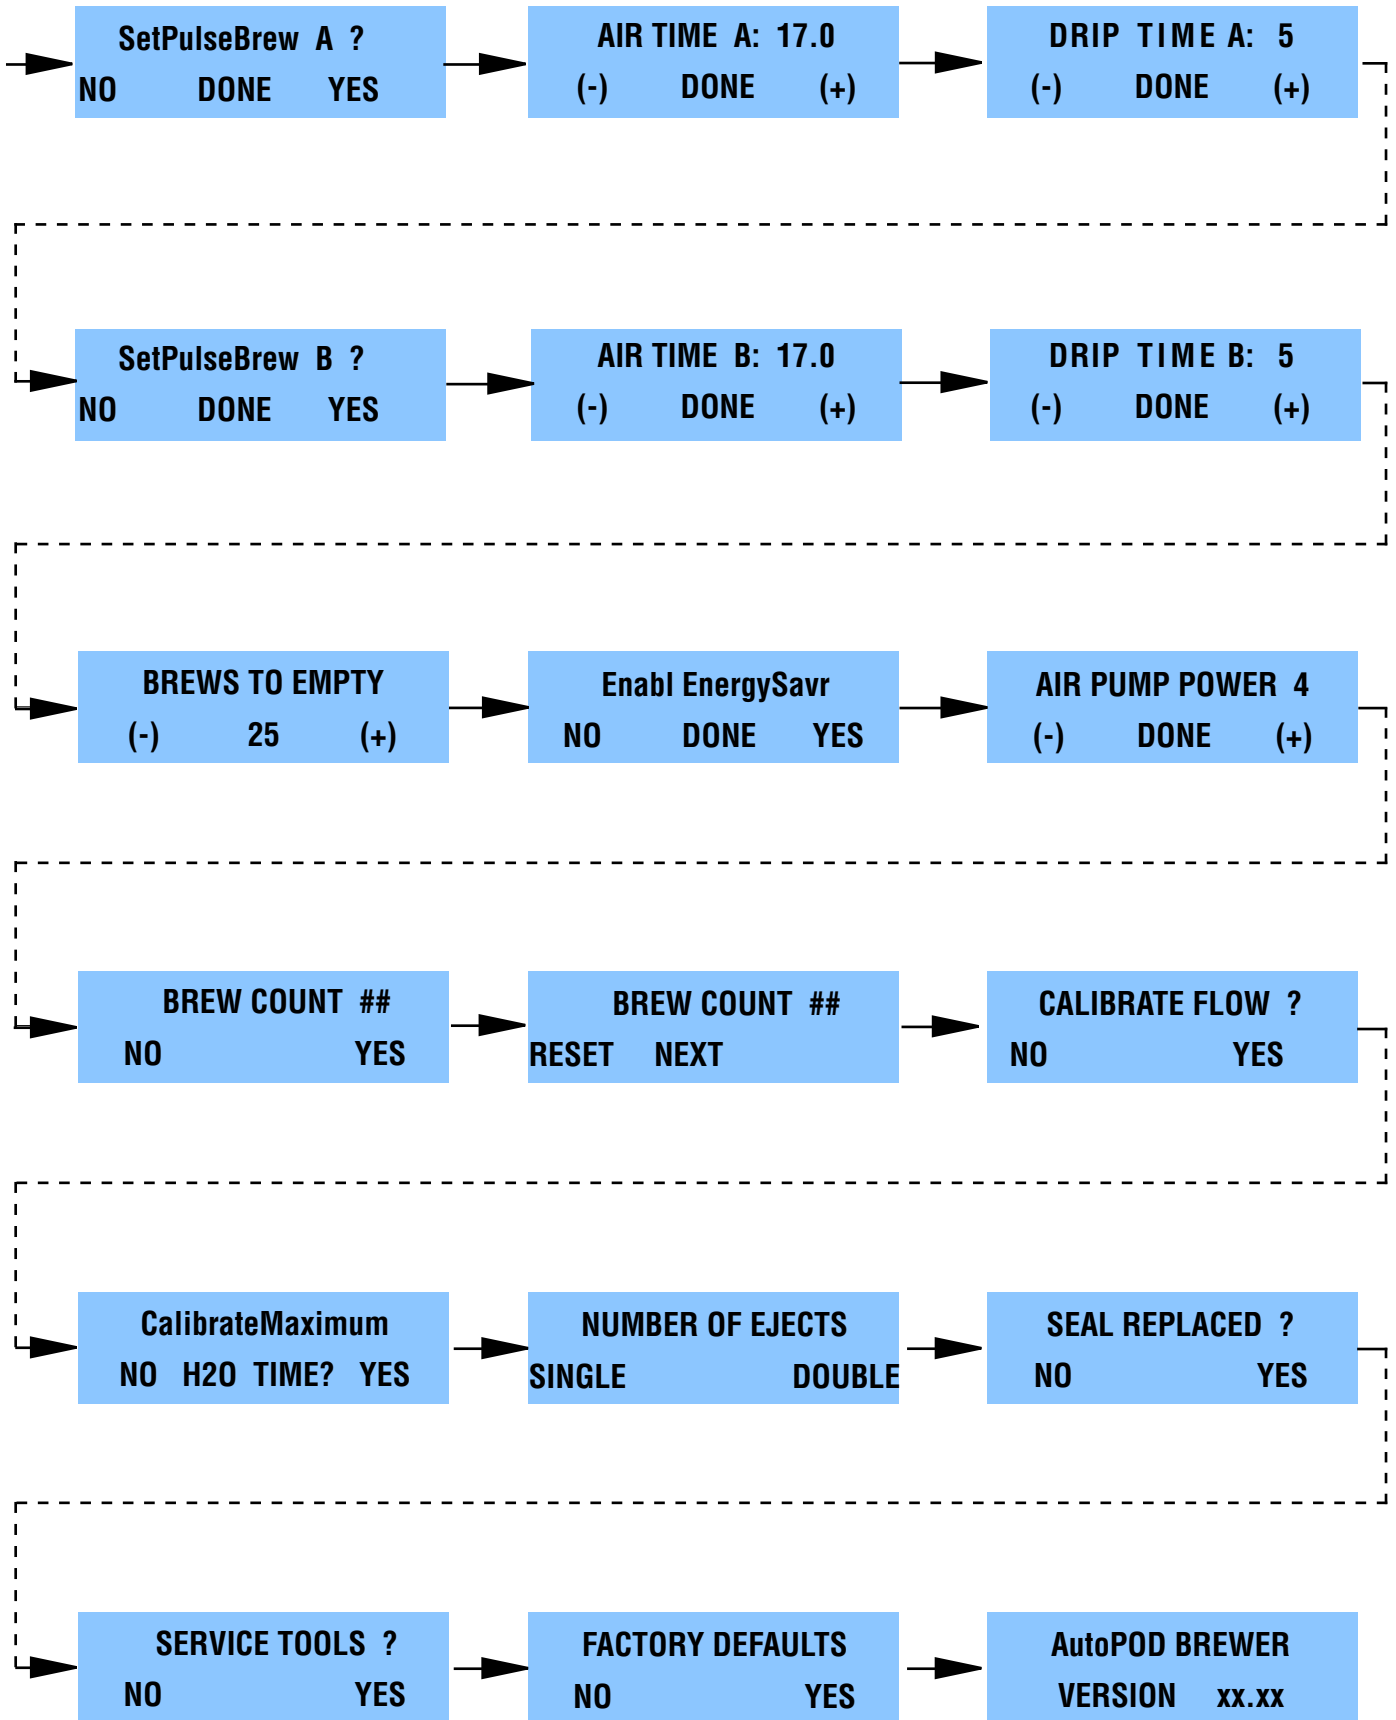 SetPulseBrew A ?
NO DONE YES
AIR TIME A: 17.0
(-) DONE (+)
DRIP TIME A: 5
(-) DONE (+)
SetPulseBrew B ?
NO DONE YES
AIR TIME B: 17.0
(-) DONE (+)
DRIP TIME B: 5
(-) DONE (+)
BREWS TO EMPTY
(-) 25 (+)
Enabl EnergySavr
NO DONE YES
AIR PUMP POWER 4
(-) DONE (+)
BREW COUNT ##
NO YES
BREW COUNT ##
RESET NEXT
CALIBRATE FLOW ?
NO YES
CalibrateMaximum
NO H2O TIME? YES
NUMBER OF EJECTS
SINGLE DOUBLE
SEAL REPLACED ?
NO YES
SERVICE TOOLS ?
NO YES
FACTORY DEFAULTS
NO YES
AutoPOD BREWER
VERSION xx.xx